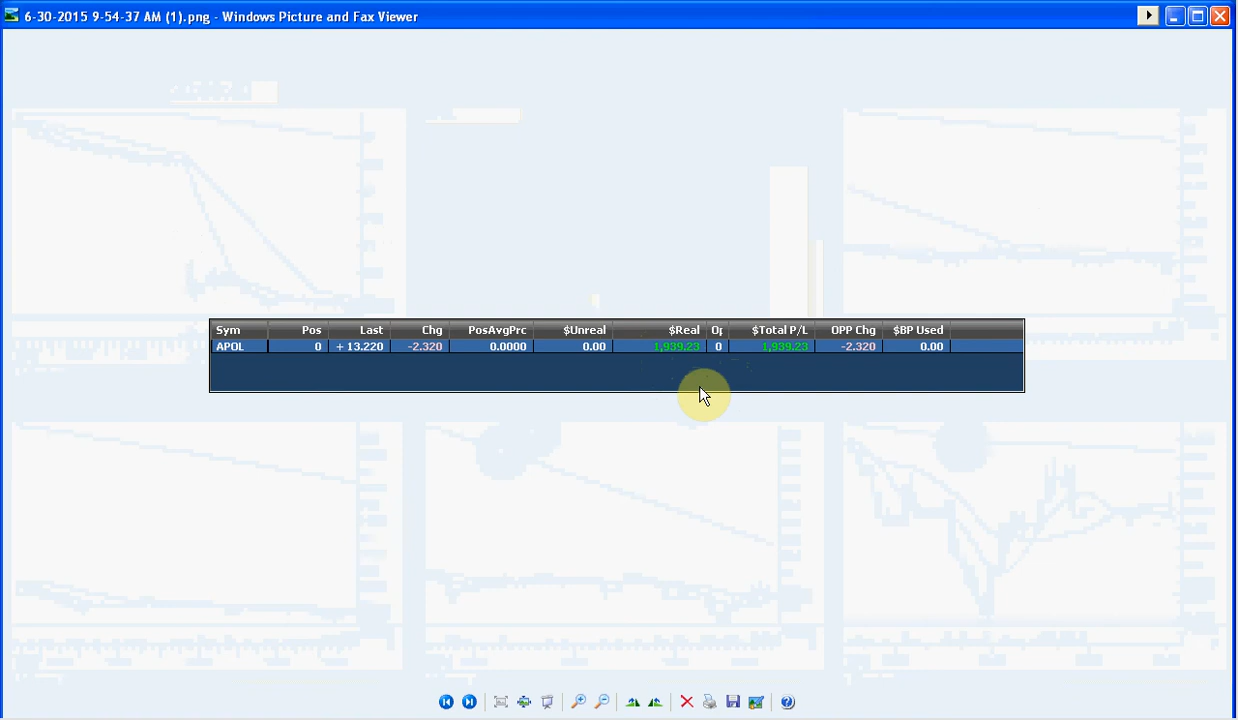 6-30-2015 9-54-37 AM (1).png - Windows Picture and Fax Viewer
Sym Pos Last Chg PosAvgPrc $Unreal $Real Op $Total P/L OPP Chg $BP Used
APOL 0 + 13.220 -2.320 0.0000 0.00 1,939.23 0 1,939.23 -2.320 0.00